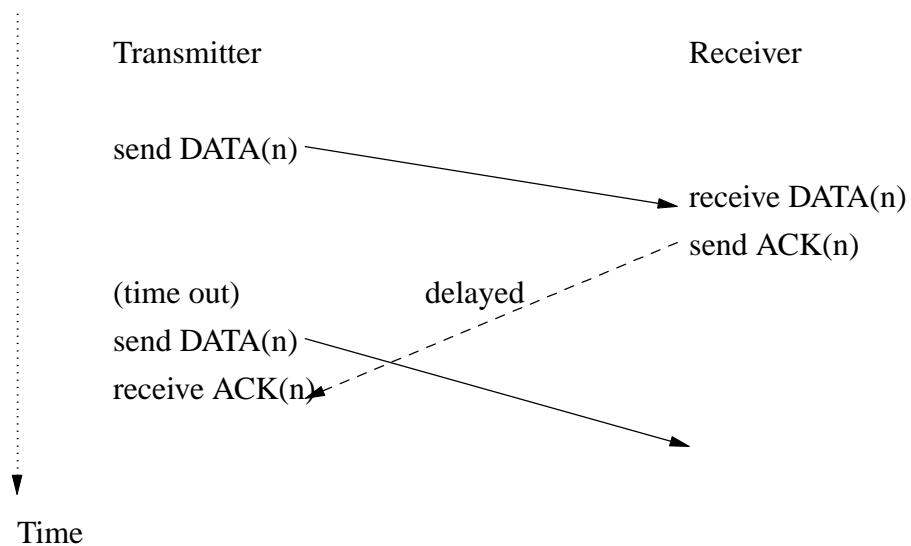 Transmitter Receiver
send DATA(n)
receive DATA(n)
send ACK(n)
(time out) delayed
send DATA(n)
receive ACK(n)
Time